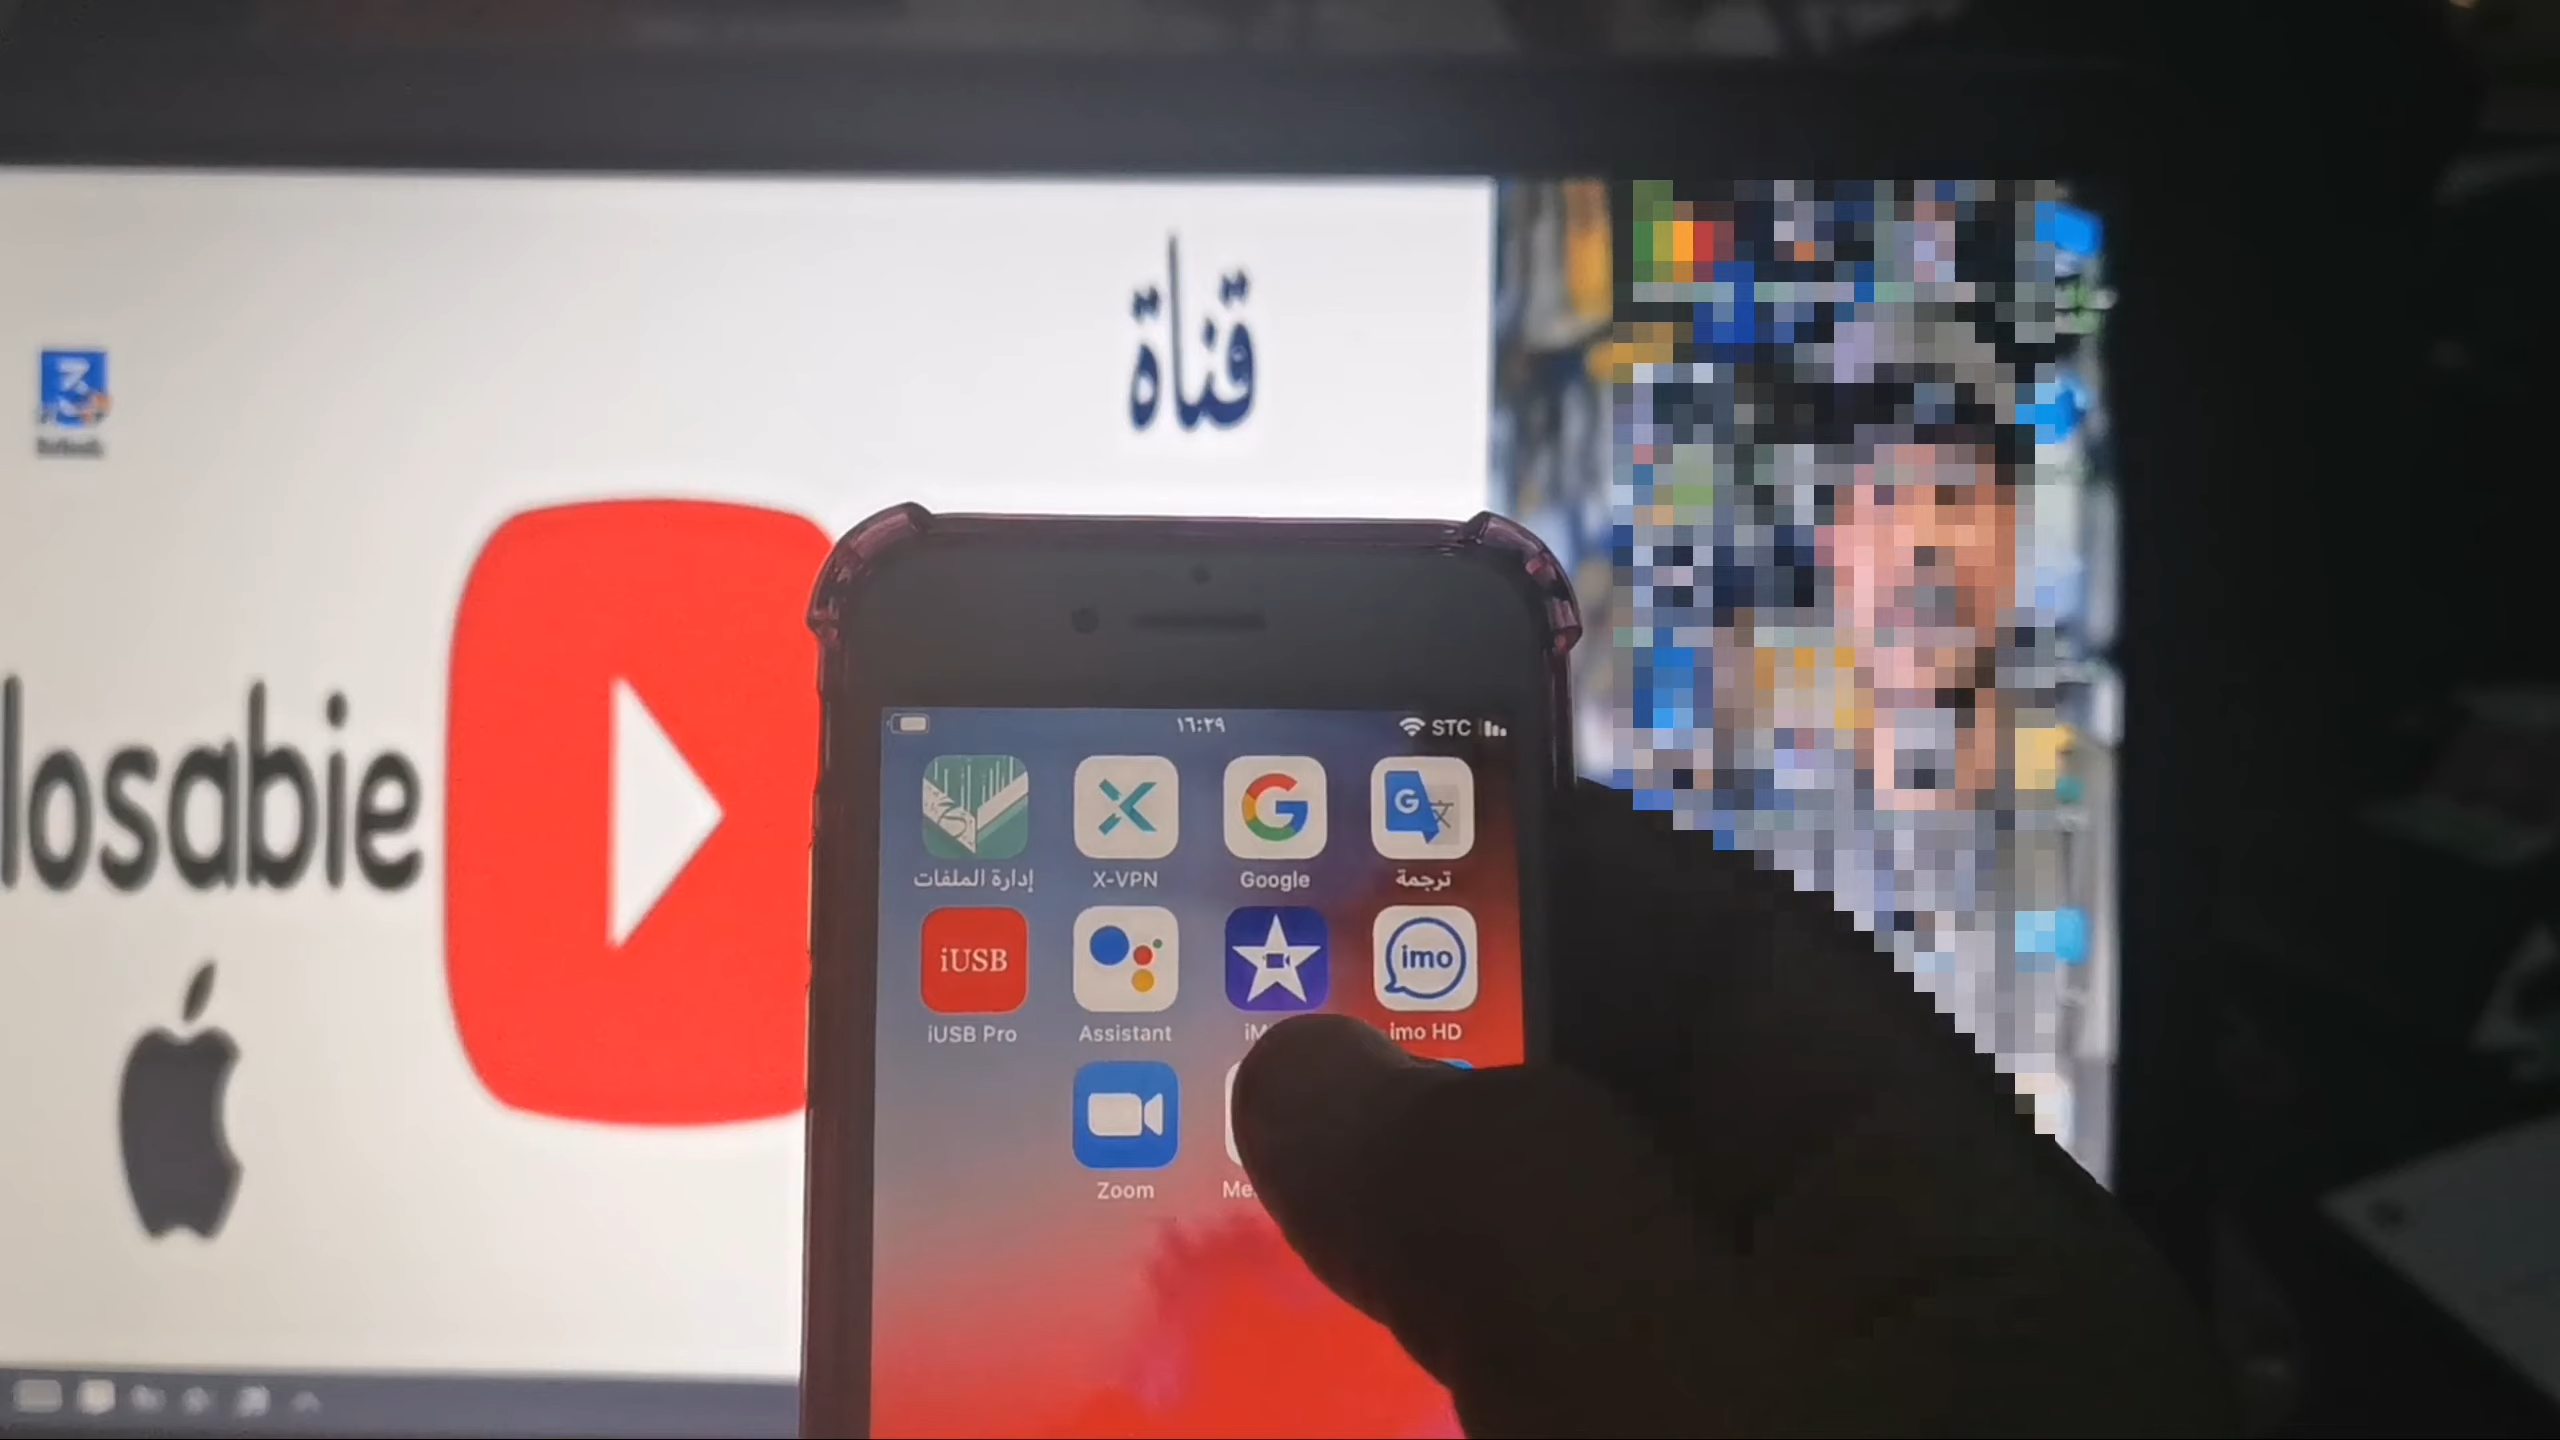 قناة
losabie
١٦:٢٩
STC
إدارة الملفات
X-VPN
Google
ترجمة
iUSB
imo
iUSB Pro
Assistant
imo HD
Zoom